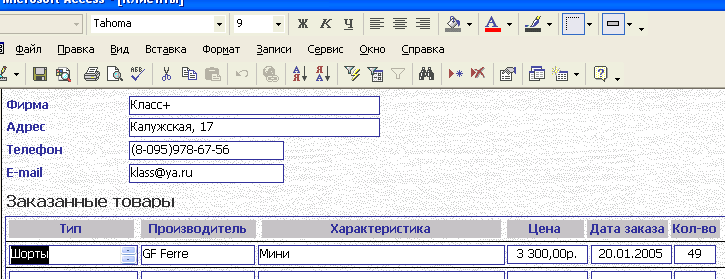 Microsoft Access - [Клиенты]
Tahoma 9 Ж К Ч
Файл Правка Вид Вставка Формат Записи Сервис Окно Справка
Фирма Класс+
Адрес Калужская, 17
Телефон (8-095)978-67-56
E-mail klass@ya.ru
Заказанные товары
Тип Производитель Характеристика Цена Дата заказа Кол-во
Шорты GF Ferre Мини 3 300,00р. 20.01.2005 49